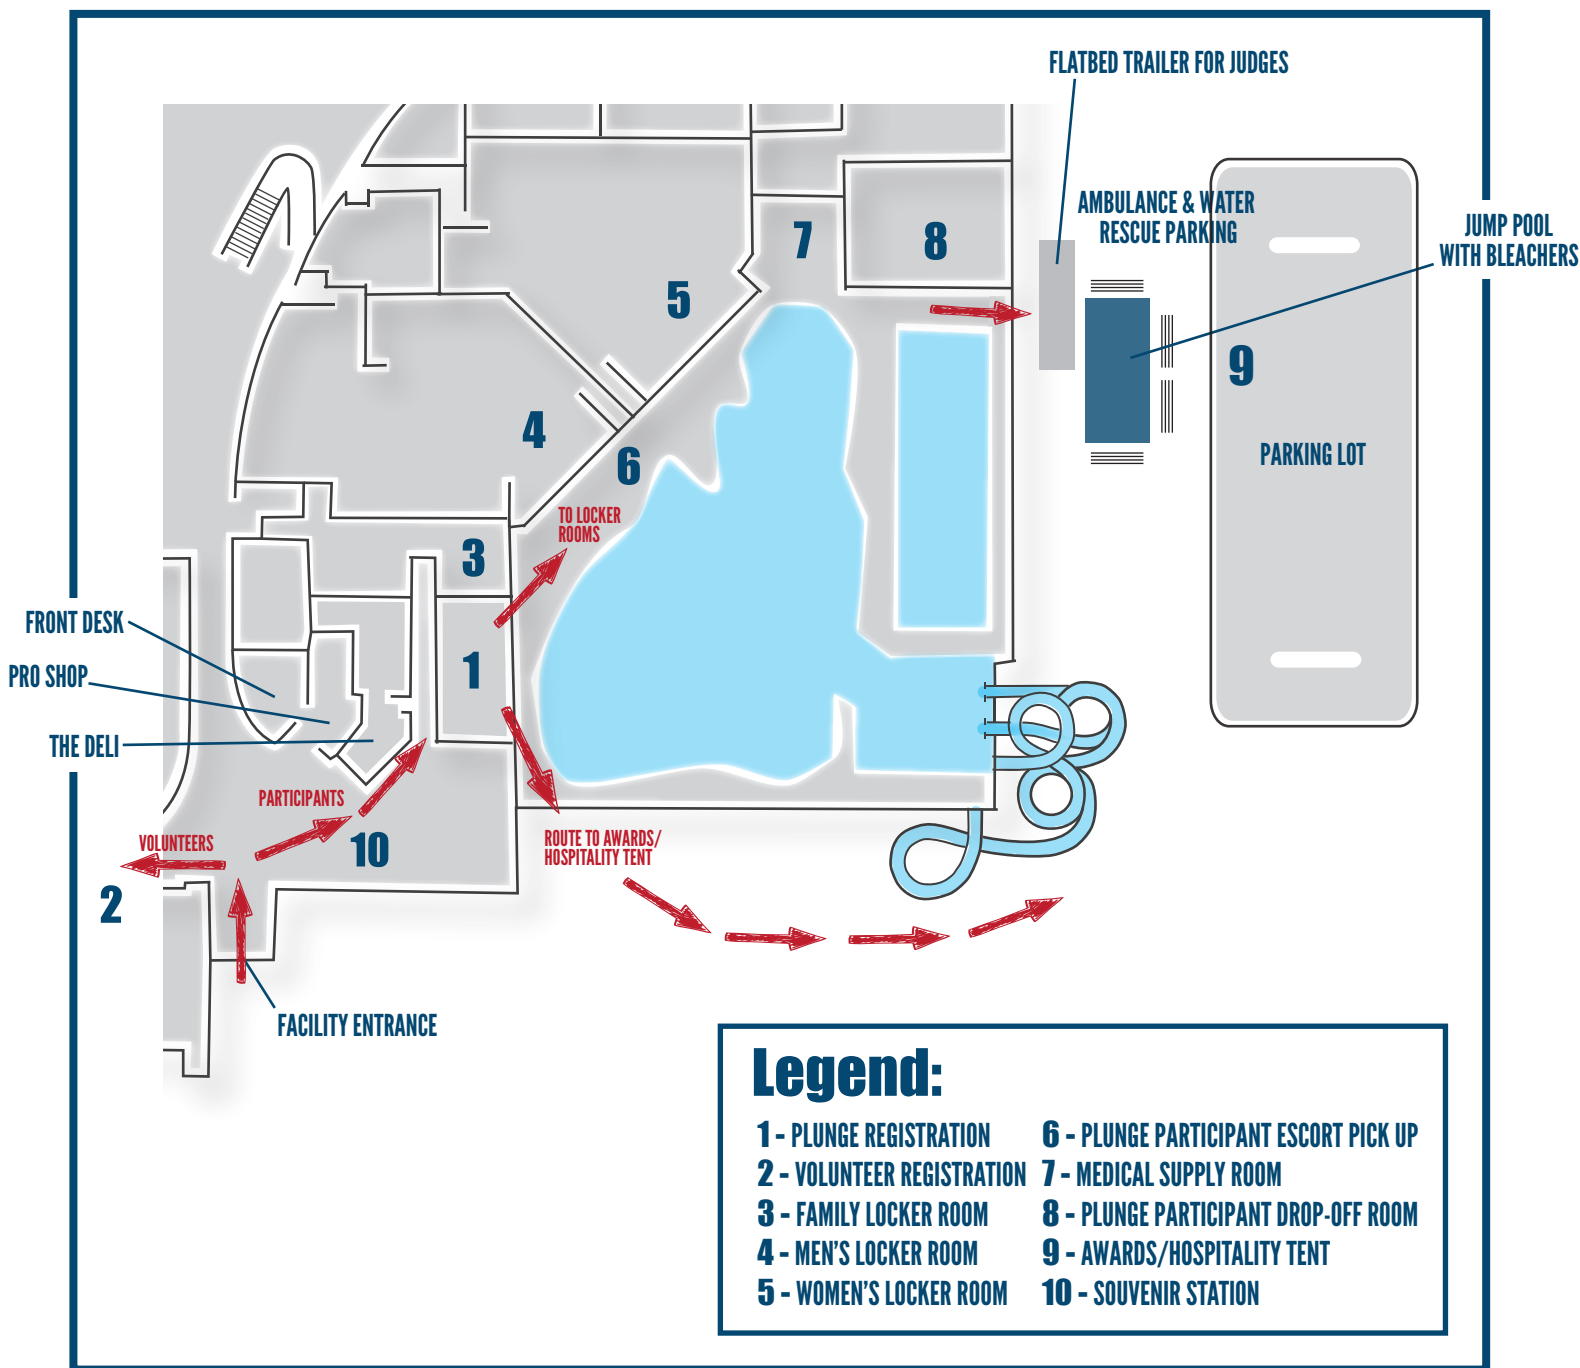 FLATBED TRAILER FOR JUDGES
AMBULANCE & WATER
RESCUE PARKING
JUMP POOL
WITH BLEACHERS
7
8
5
9
4
PARKING LOT
6
TO LOCKER
ROOMS
3
FRONT DESK
1
PRO SHOP
THE DELI
PARTICIPANTS
VOLUNTEERS
10
ROUTE TO AWARDS/
HOSPITALITY TENT
2
FACILITY ENTRANCE
Legend:
1 - PLUNGE REGISTRATION
2 - VOLUNTEER REGISTRATION
3 - FAMILY LOCKER ROOM
4 - MEN'S LOCKER ROOM
5 - WOMEN'S LOCKER ROOM
6 - PLUNGE PARTICIPANT ESCORT PICK UP
7 - MEDICAL SUPPLY ROOM
8 - PLUNGE PARTICIPANT DROP-OFF ROOM
9 - AWARDS/HOSPITALITY TENT
10 - SOUVENIR STATION